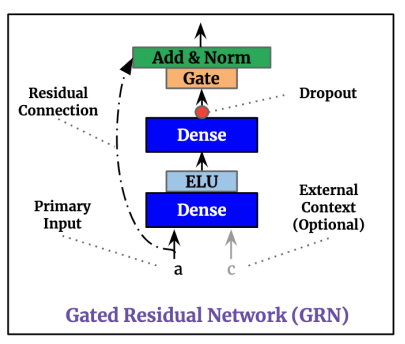 Add & Norm
Gate
Residual
Connection
Dropout
Dense
ELU
Dense
Primary
Input
External
Context
(Optional)
a
c
Gated Residual Network (GRN)